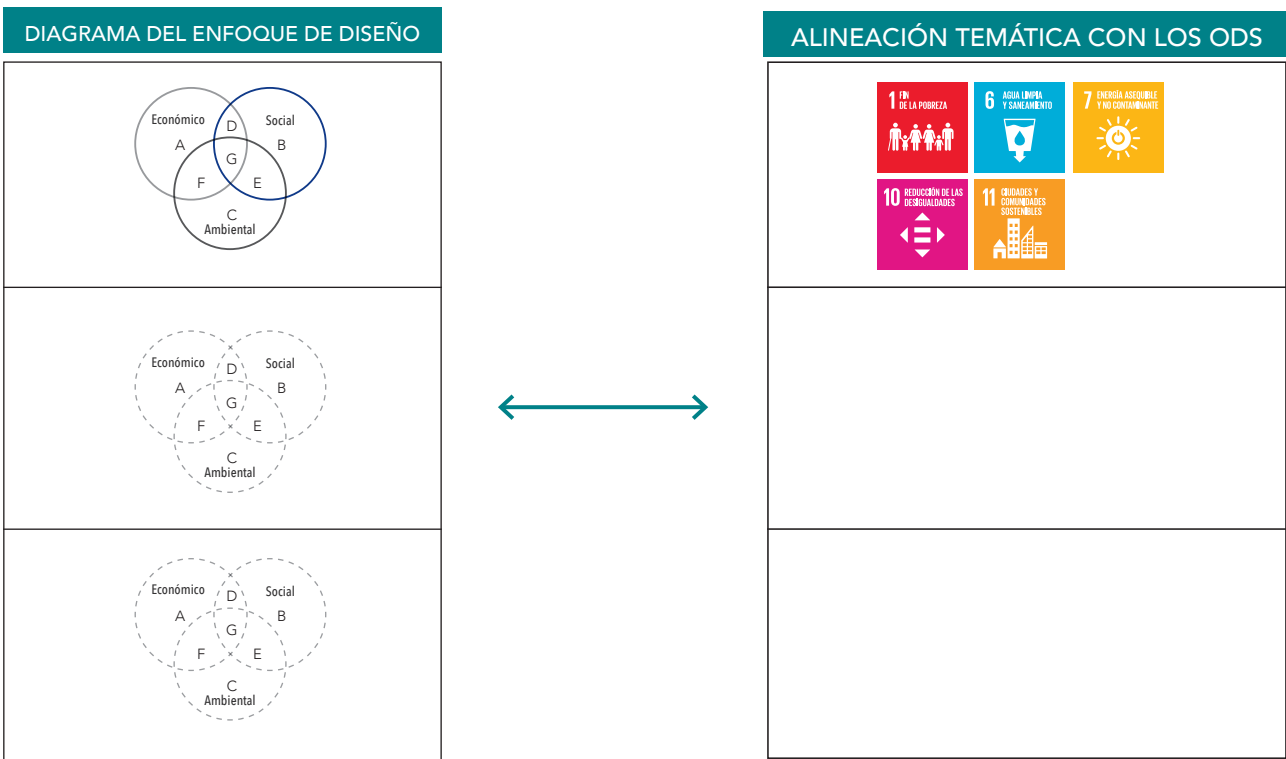 DIAGRAMA DEL ENFOQUE DE DISEÑO
Económico
Social
D
A
B
G
F
E
C
Ambiental
Económico
Social
D
A
B
G
F
E
C
Ambiental
Económico
Social
D
A
B
G
F
E
C
Ambiental
ALINEACIÓN TEMÁTICA CON LOS ODS
1 FIN
DE LA POBREZA
6 AGUA LIMPIA
Y SANEAMIENTO
7 ENERGÍA ASEQUIBLE
Y NO CONTAMINANTE
10 REDUCCIÓN DE LAS
DESIGUALDADES
11 CIUDADES Y
COMUNIDADES
SOSTENIBLES